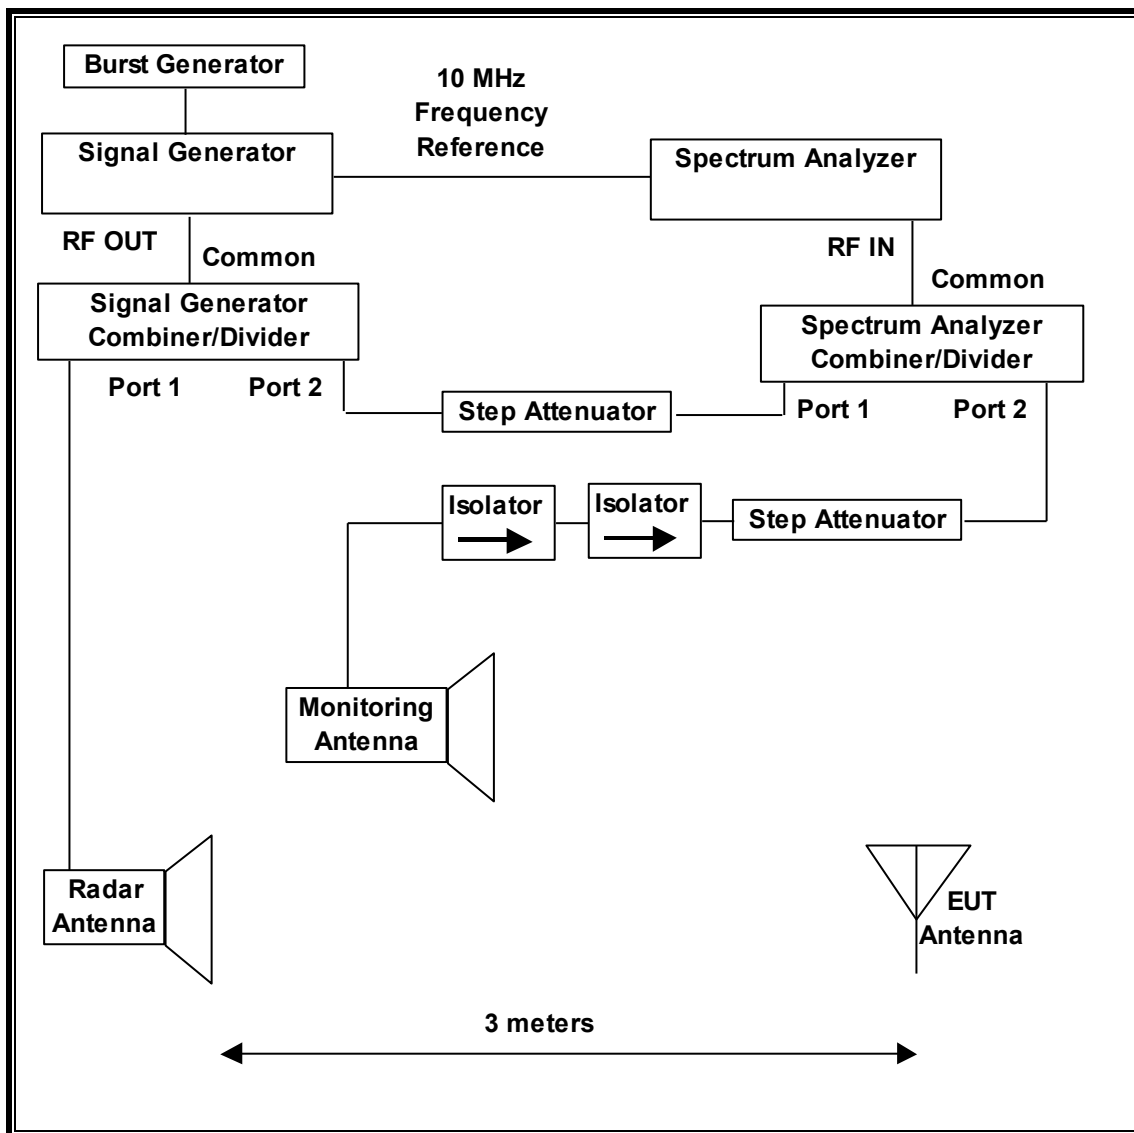 Burst Generator
10 MHz
Frequency
Reference
Signal Generator
Spectrum Analyzer
RF OUT
Common
RF IN
Common
Signal Generator
Combiner/Divider
Spectrum Analyzer
Combiner/Divider
Port 1
Port 2
Step Attenuator
Port 1
Port 2
Isolator
Isolator
Step Attenuator
Monitoring
Antenna
Radar
Antenna
EUT
Antenna
3 meters